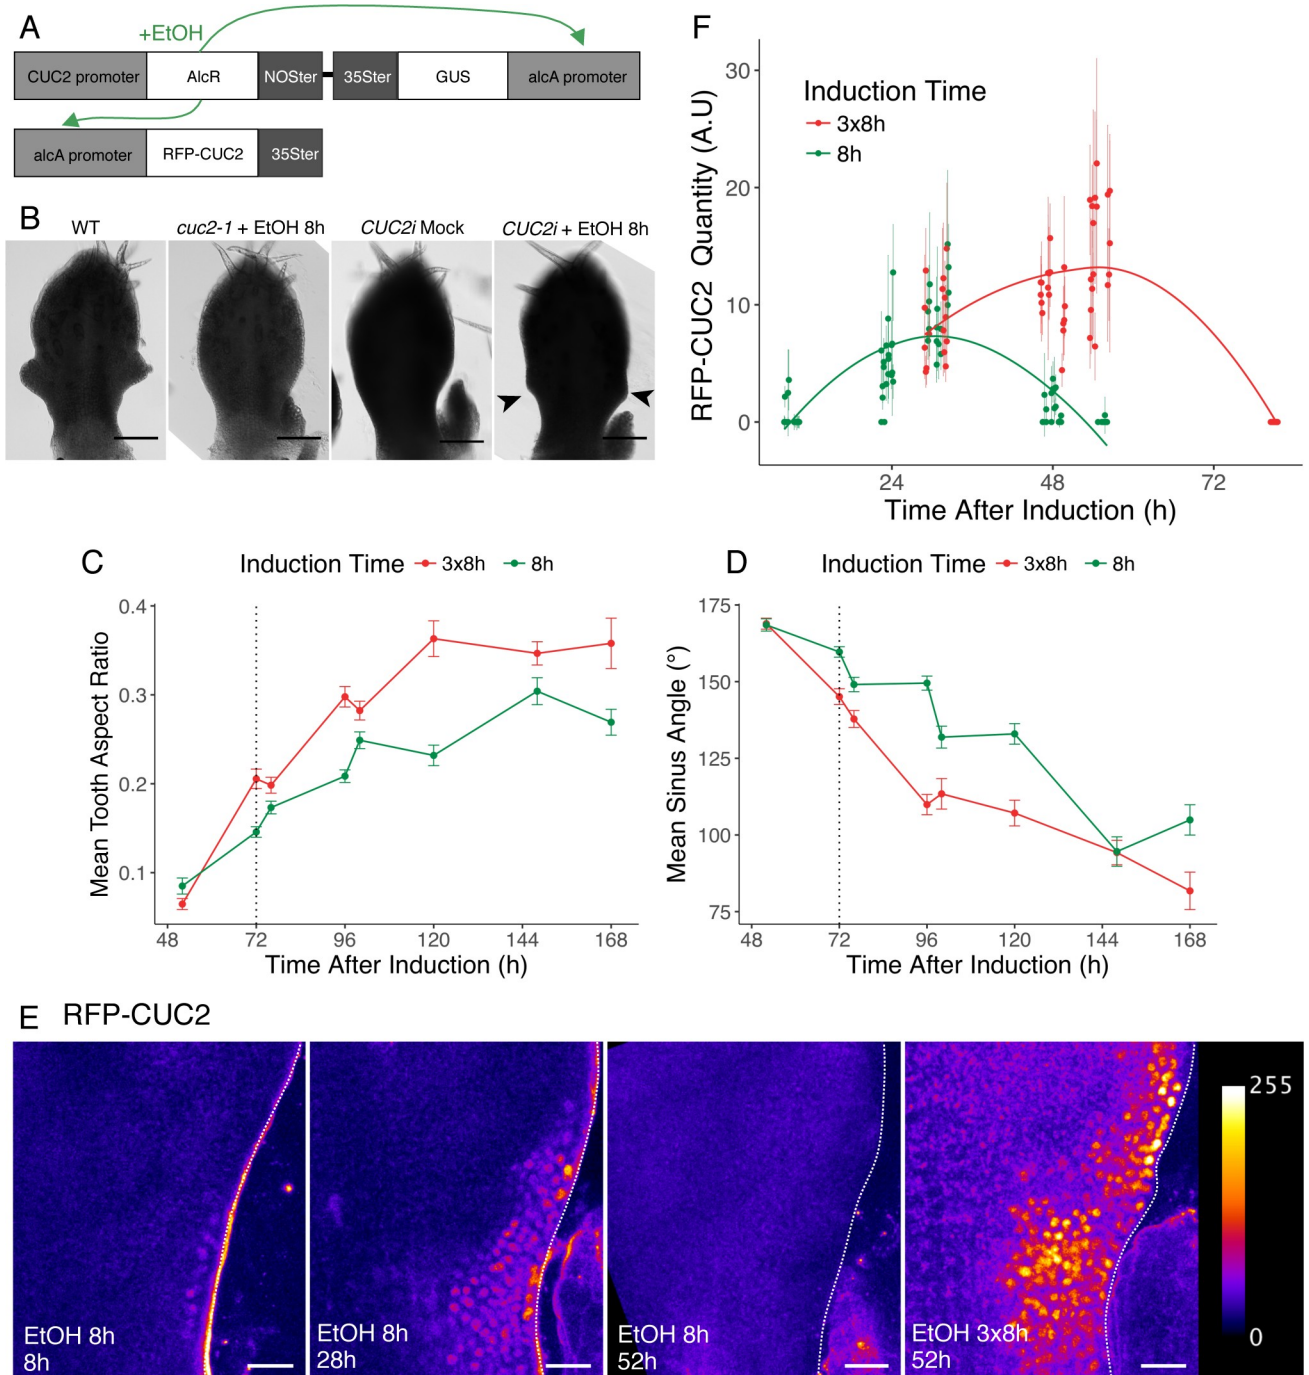 A
+EtOH
CUC2 promoter AlcR NOSter 35Ster GUS alcA promoter
alcA promoter RFP-CUC2 35Ster
B
WT cuc2-1 + EtOH 8h CUC2i Mock CUC2i + EtOH 8h
F
RFP-CUC2 Quantity (A.U)
30
20
10
0
Induction Time
3x8h
8h
24 48 72
Time After Induction (h)
C
Induction Time 3x8h 8h
Mean Tooth Aspect Ratio
0.4
0.3
0.2
0.1
48 72 96 120 144 168
Time After Induction (h)
D
Induction Time 3x8h 8h
Mean Sinus Angle (°)
175
150
125
100
75
48 72 96 120 144 168
Time After Induction (h)
E RFP-CUC2
EtOH 8h
8h
EtOH 8h
28h
EtOH 8h
52h
EtOH 3x8h
52h
255
0